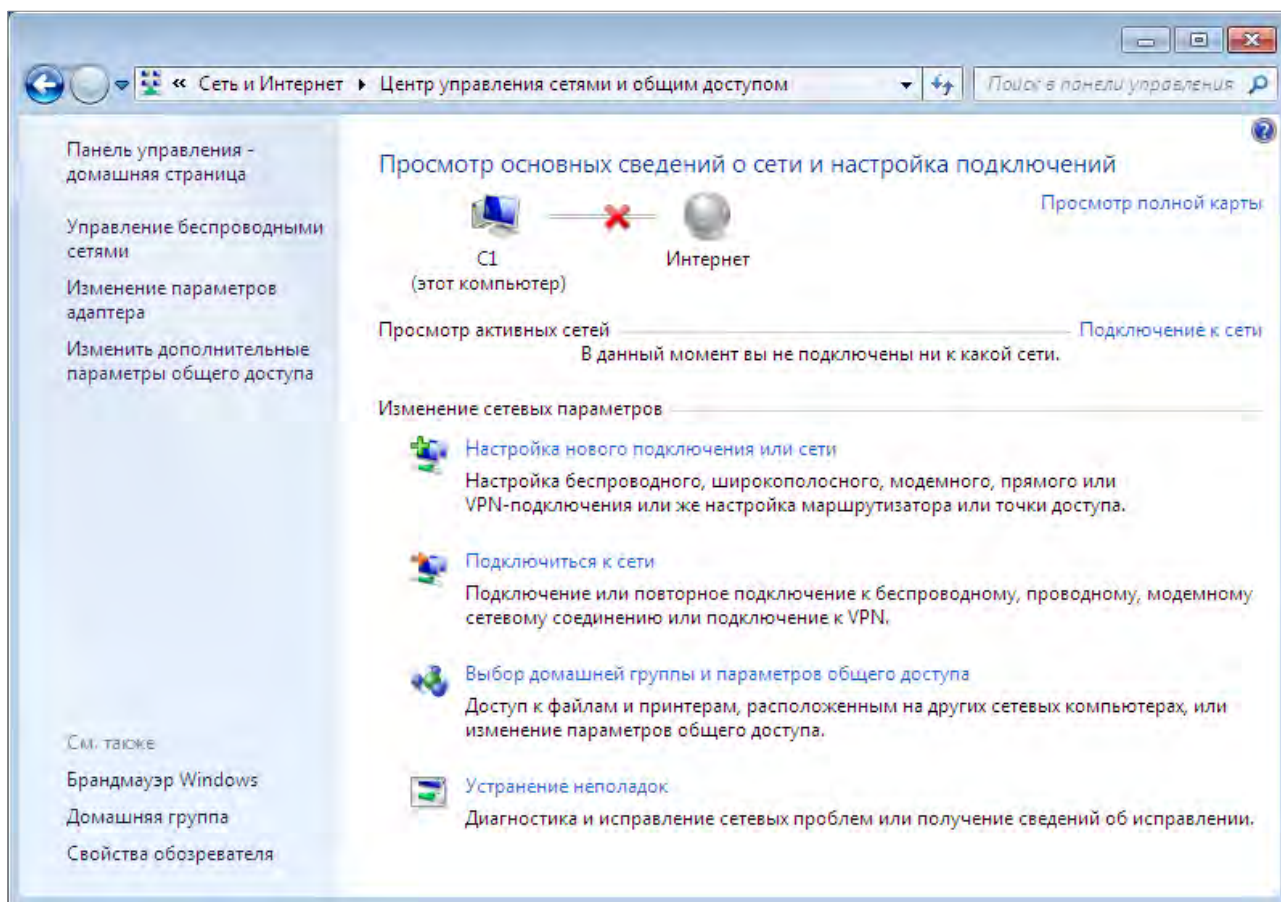 « Сеть и Интернет ▸ Центр управления сетями и общим доступом
Поиск в панели управления
Панель управления -
домашняя страница
Управление беспроводными
сетями
Изменение параметров
адаптера
Изменить дополнительные
параметры общего доступа
См. также
Брандмауэр Windows
Домашняя группа
Свойства обозревателя
Просмотр основных сведений о сети и настройка подключений
Просмотр полной карты
C1
(этот компьютер)
Интернет
Просмотр активных сетей
Подключение к сети
В данный момент вы не подключены ни к какой сети.
Изменение сетевых параметров
Настройка нового подключения или сети
Настройка беспроводного, широкополосного, модемного, прямого или
VPN-подключения или же настройка маршрутизатора или точки доступа.
Подключиться к сети
Подключение или повторное подключение к беспроводному, проводному, модемному
сетевому соединению или подключение к VPN.
Выбор домашней группы и параметров общего доступа
Доступ к файлам и принтерам, расположенным на других сетевых компьютерах, или
изменение параметров общего доступа.
Устранение неполадок
Диагностика и исправление сетевых проблем или получение сведений об исправлении.